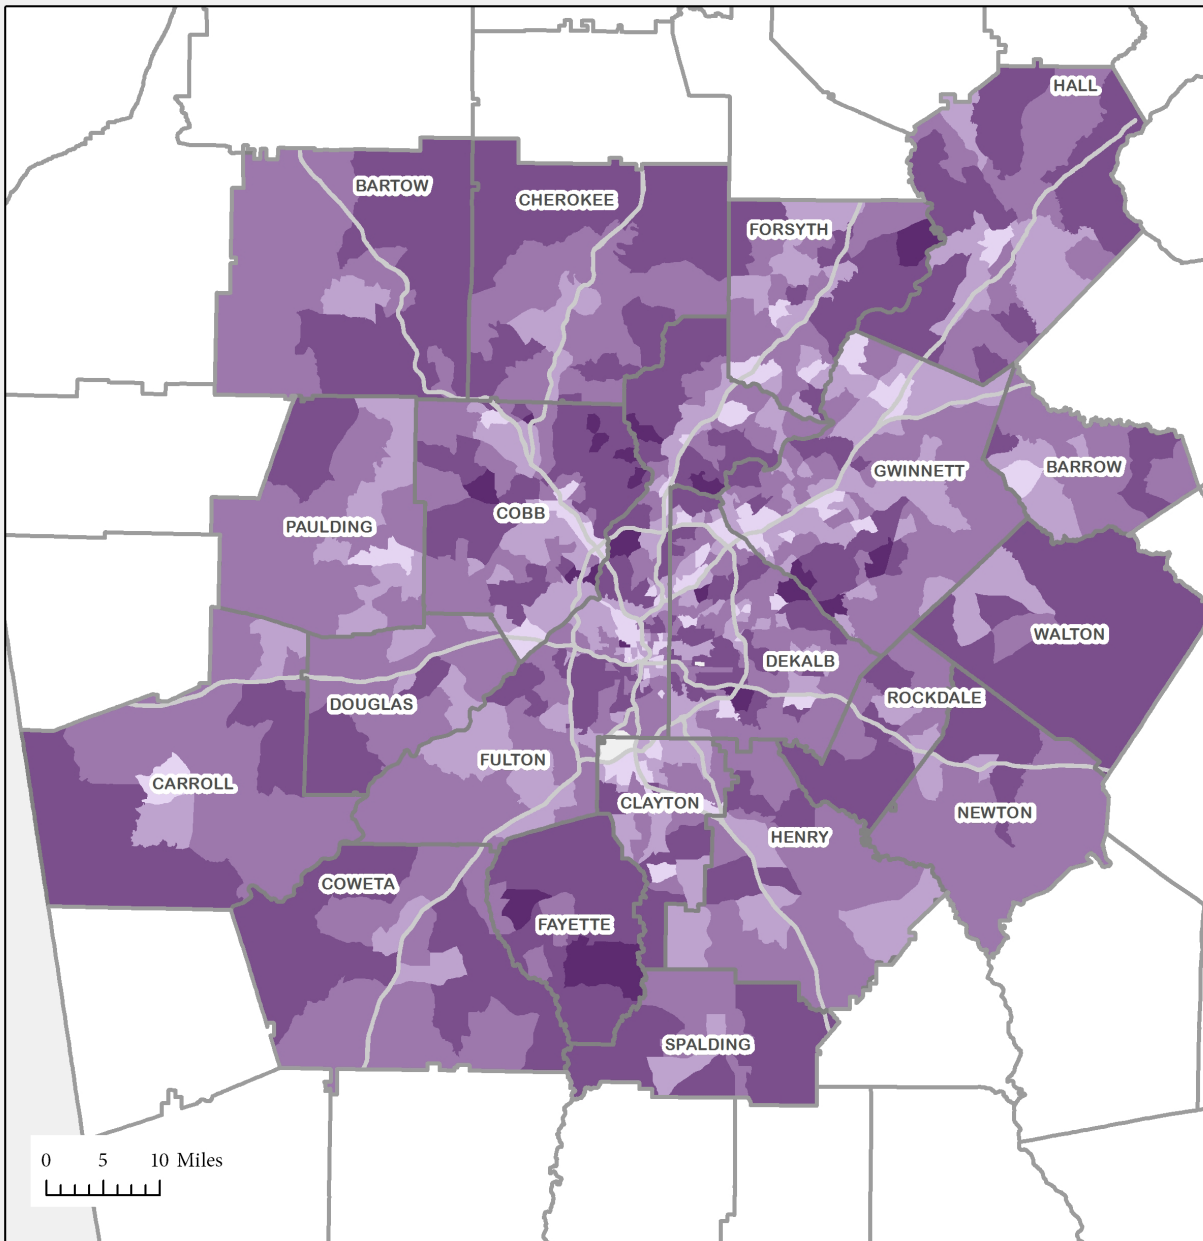 HALL
BARTOW
CHEROKEE
FORSYTH
GWINNETT
BARROW
COBB
PAULDING
WALTON
DEKALB
ROCKDALE
DOUGLAS
FULTON
CARROLL
CLAYTON
NEWTON
HENRY
COWETA
FAYETTE
SPALDING
0 5 10 Miles